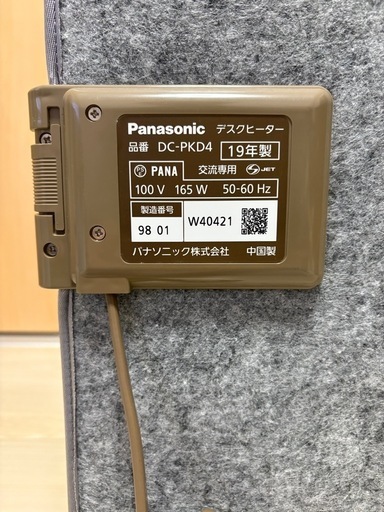 Panasonic デスクヒーター
品番 DC-PKD4 19年製
PANA 交流専用 JET
100 V 165 W 50-60 Hz
製造番号
98 01 W40421
パナソニック株式会社 中国製